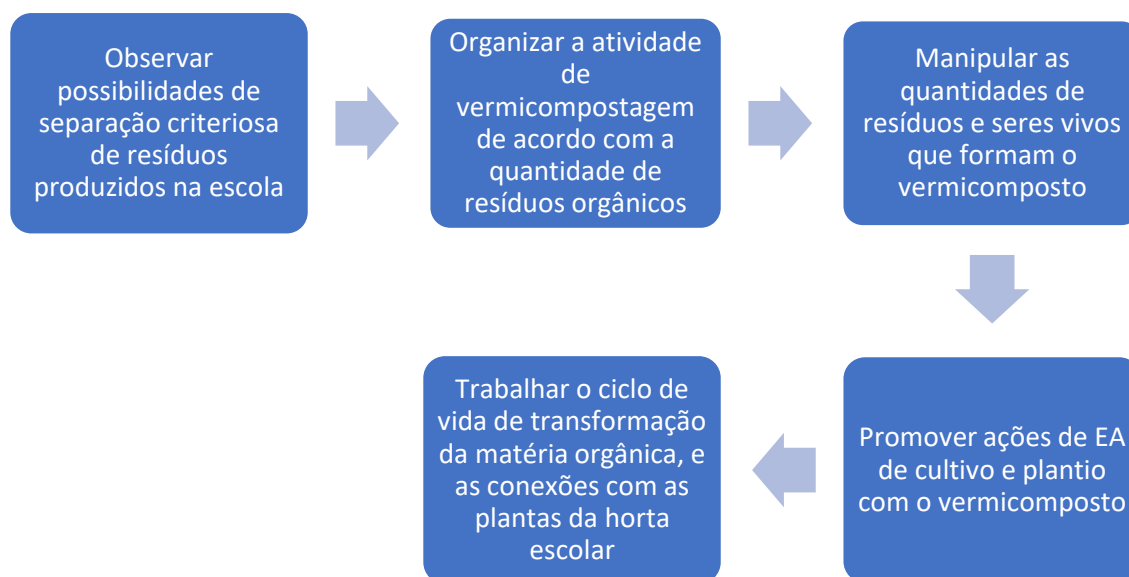 Observar
possibilidades de
separação criteriosa
de resíduos
produzidos na escola
Organizar a atividade
de
vermicompostagem
de acordo com a
quantidade de
resíduos orgânicos
Manipular as
quantidades de
resíduos e seres vivos
que formam o
vermicomposto
Promover ações de EA
de cultivo e plantio
com o vermicomposto
Trabalhar o ciclo de
vida de transformação
da matéria orgânica, e
as conexões com as
plantas da horta
escolar